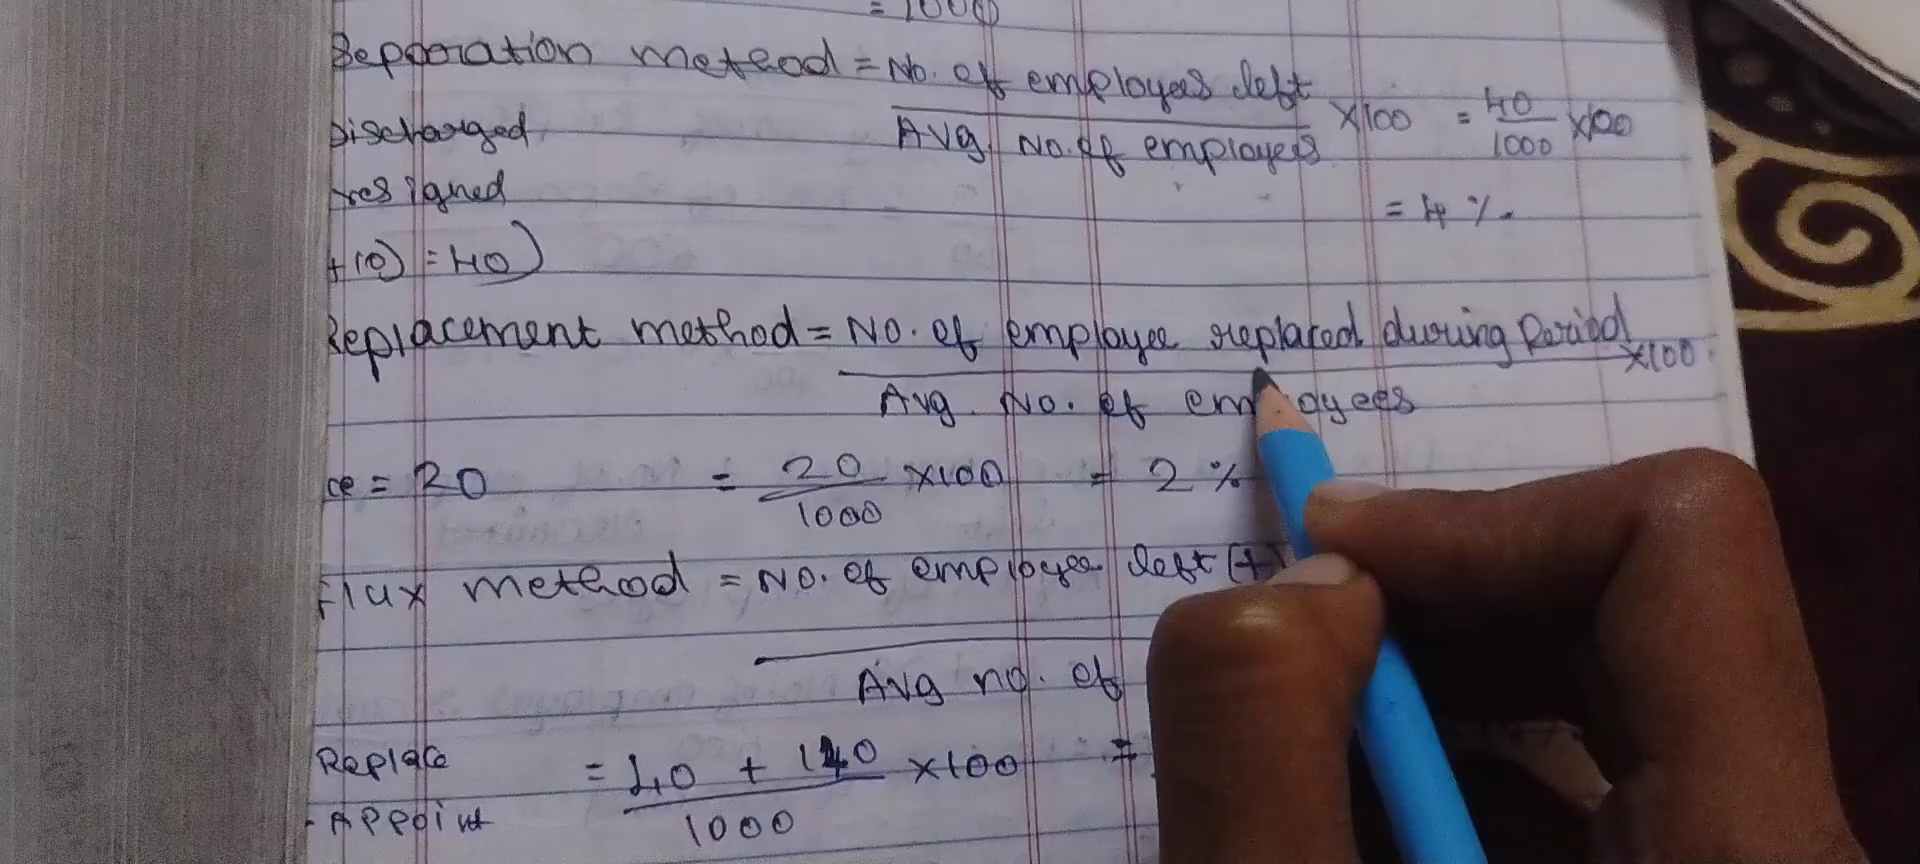 = 1000
Separation method = No. of employees left
Discharged Avg No. of employees ×100 = 40/1000 ×100
resigned
= 4 %.
+10) = 40)
Replacement method = No. of employee replaced during Period
Avg. No. of employees ×100
ce = 20 = 20/1000 ×100 = 2 %
Flux method = No. of employee left (+)
Avg no. of
Replace = 40 + 140/1000 ×100 =
- Appoint